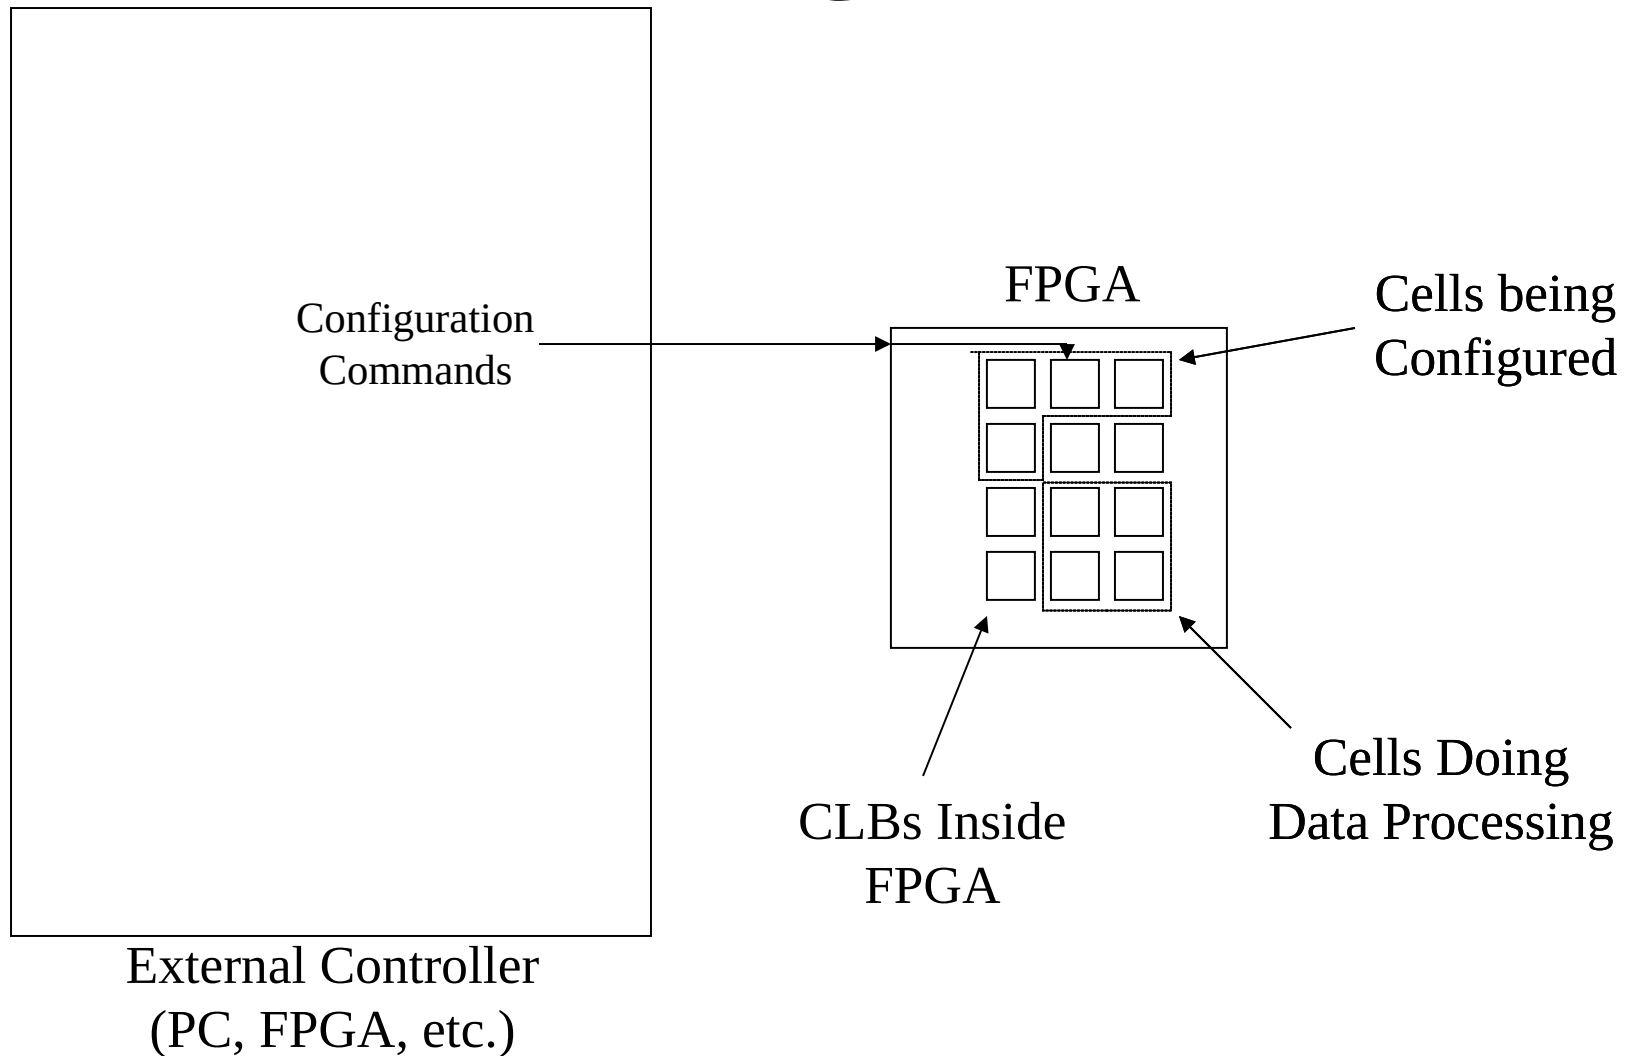 FPGA
Cells being
Configured
Configuration
Commands
Cells Doing
Data Processing
CLBs Inside
FPGA
External Controller
(PC, FPGA, etc.)